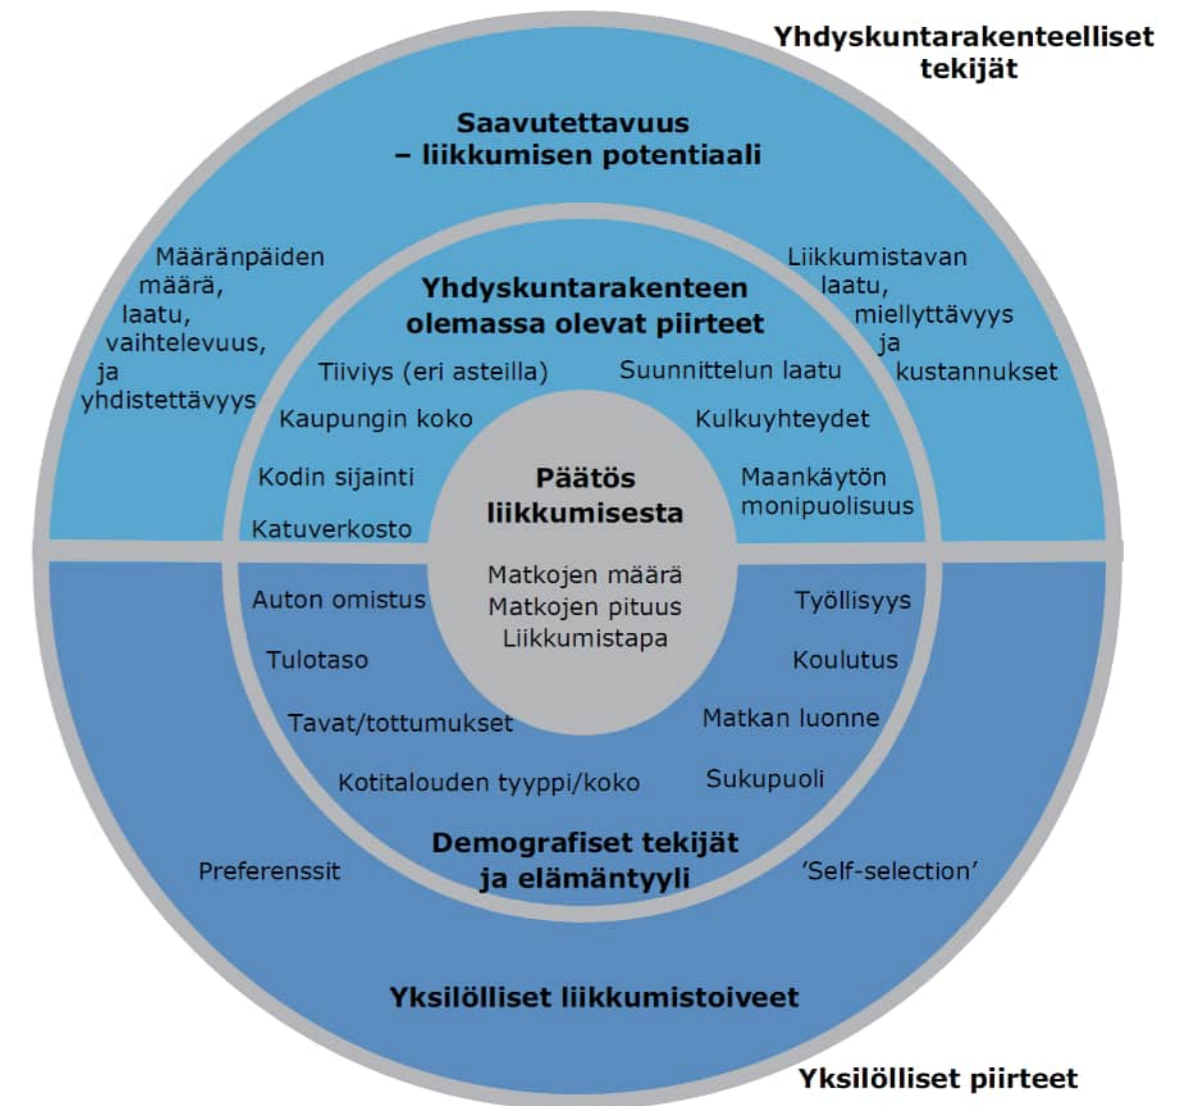 Yhdyskuntarakenteelliset
tekijät
Saavutettavuus
– liikkumisen potentiaali
Määränpäiden
määrä,
laatu,
vaihtelevuus,
ja
yhdistettävyys
Liikkumistavan
laatu,
miellyttävyys
ja
kustannukset
Yhdyskuntarakenteen
olemassa olevat piirteet
Tiiviys (eri asteilla)
Suunnittelun laatu
Kaupungin koko
Kulkuyhteydet
Kodin sijainti
Maankäytön
monipuolisuus
Katuverkosto
Päätös
liikkumisesta
Matkojen määrä
Matkojen pituus
Liikkumistapa
Auton omistus
Työllisyys
Tulotaso
Koulutus
Tavat/tottumukset
Matkan luonne
Kotitalouden tyyppi/koko
Sukupuoli
Demografiset tekijät
ja elämäntyyli
Preferenssit
’Self-selection’
Yksilölliset liikkumistoiveet
Yksilölliset piirteet